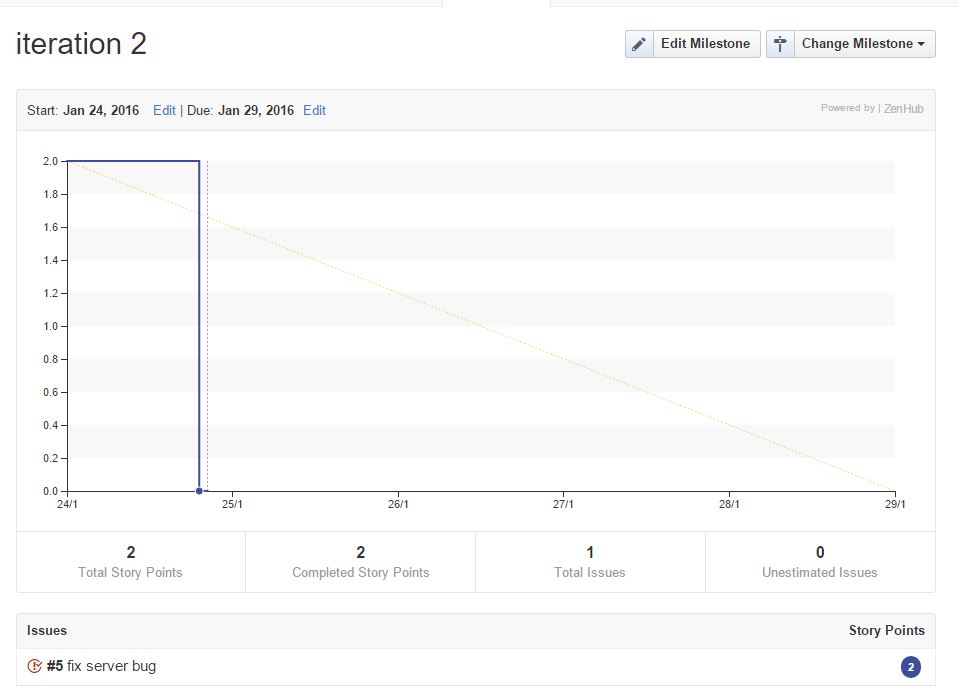 iteration 2
Edit Milestone
Change Milestone
Start: Jan 24, 2016 Edit | Due: Jan 29, 2016 Edit
Powered by | ZenHub
2.0
1.8
1.6
1.4
1.2
1.0
0.8
0.6
0.4
0.2
0.0
24/1 25/1 26/1 27/1 28/1 29/1
2
Total Story Points
2
Completed Story Points
1
Total Issues
0
Unestimated Issues
Issues Story Points
#5 fix server bug 2